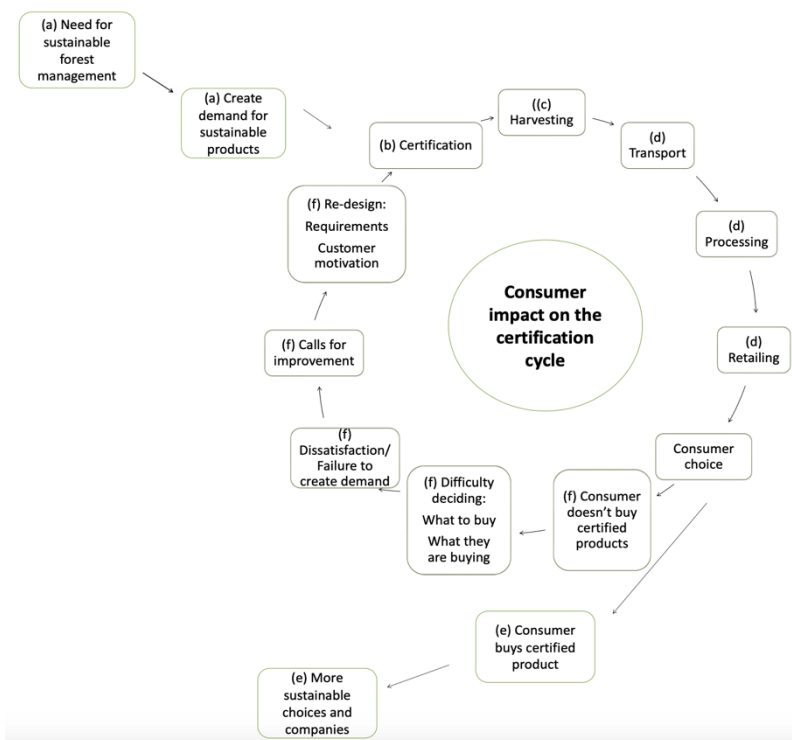 (a) Need for
sustainable
forest
management
(a) Create
demand for
sustainable
products
(b) Certification
((c)
Harvesting
(d)
Transport
(d)
Processing
(d)
Retailing
Consumer
choice
(f) Consumer
doesn't buy
certified
products
(f) Difficulty
deciding:
What to buy
What they
are buying
(f)
Dissatisfaction/
Failure to
create demand
(f) Calls for
improvement
(f) Re-design:
Requirements
Customer
motivation
Consumer
impact on the
certification
cycle
(e) Consumer
buys certified
product
(e) More
sustainable
choices and
companies